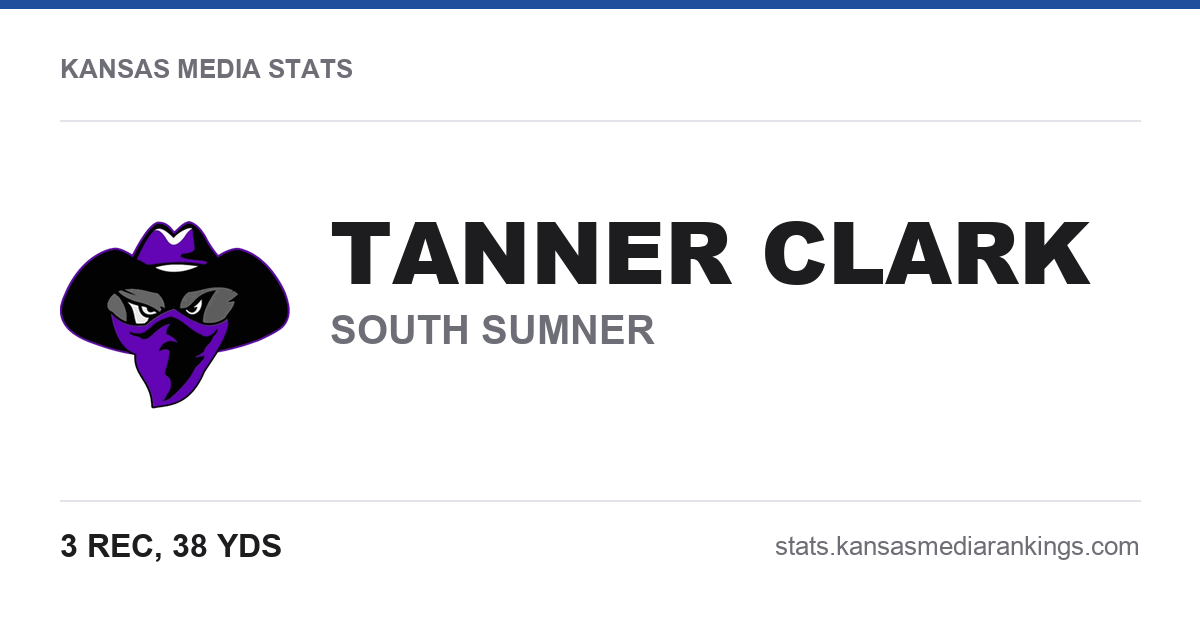 KANSAS MEDIA STATS
TANNER CLARK
SOUTH SUMNER
3 REC, 38 YDS
stats.kansasmediarankings.com